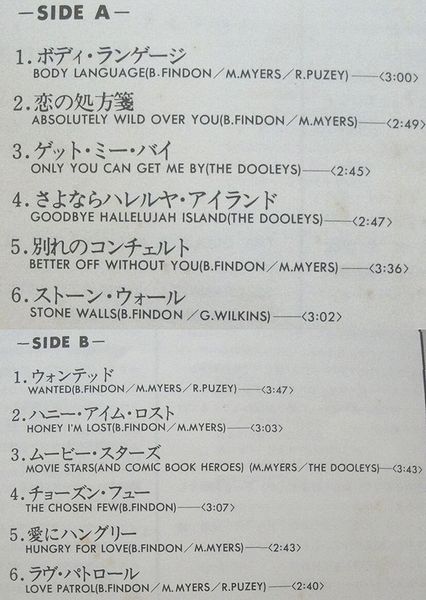 —SIDE A—
1. ボディ・ランゲージ
BODY LANGUAGE(B.FINDON／M.MYERS／R.PUZEY)——〈3:00〉
2. 恋の処方箋
ABSOLUTELY WILD OVER YOU(B.FINDON／M.MYERS)——〈2:49〉
3. ゲット・ミー・バイ
ONLY YOU CAN GET ME BY(THE DOOLEYS)——〈2:45〉
4. さよならハレルヤ・アイランド
GOODBYE HALLELUJAH ISLAND(THE DOOLEYS)——〈2:47〉
5. 別れのコンチェルト
BETTER OFF WITHOUT YOU(B.FINDON／M.MYERS)——〈3:36〉
6. ストーン・ウォール
STONE WALLS(B.FINDON／G.WILKINS)——〈3:02〉
—SIDE B—
1. ウォンテッド
WANTED(B.FINDON／M.MYERS／R.PUZEY)——〈3:47〉
2. ハニー・アイム・ロスト
HONEY I'M LOST(B.FINDON／M.MYERS)——〈3:03〉
3. ムービー・スターズ
MOVIE STARS(AND COMIC BOOK HEROES) (M.MYERS／THE DOOLEYS)——〈3:43〉
4. チョーズン・フュー
THE CHOSEN FEW(B.FINDON)——〈3:07〉
5. 愛にハングリー
HUNGRY FOR LOVE(B.FINDON／M.MYERS)——〈2:43〉
6. ラヴ・パトロール
LOVE PATROL(B.FINDON／M.MYERS／R.PUZEY)——〈2:40〉